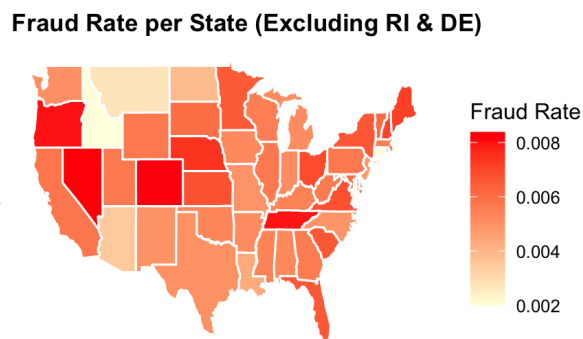 Fraud Rate per State (Excluding RI & DE)
Fraud Rate
0.008
0.006
0.004
0.002